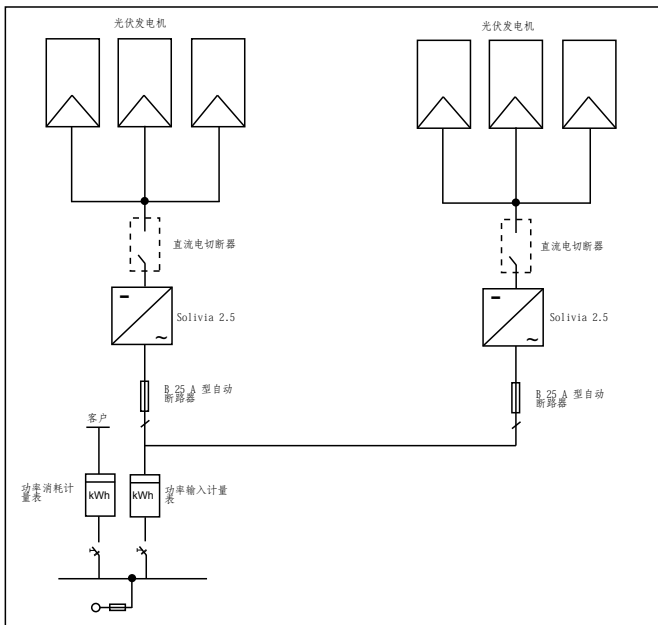 光伏发电机
光伏发电机
直流电切断器
直流电切断器
Solivia 2.5
Solivia 2.5
B 25 A 型自动
断路器
B 25 A 型自动
断路器
客户
功率消耗计
量表
kWh
kWh
功率输入计量
表